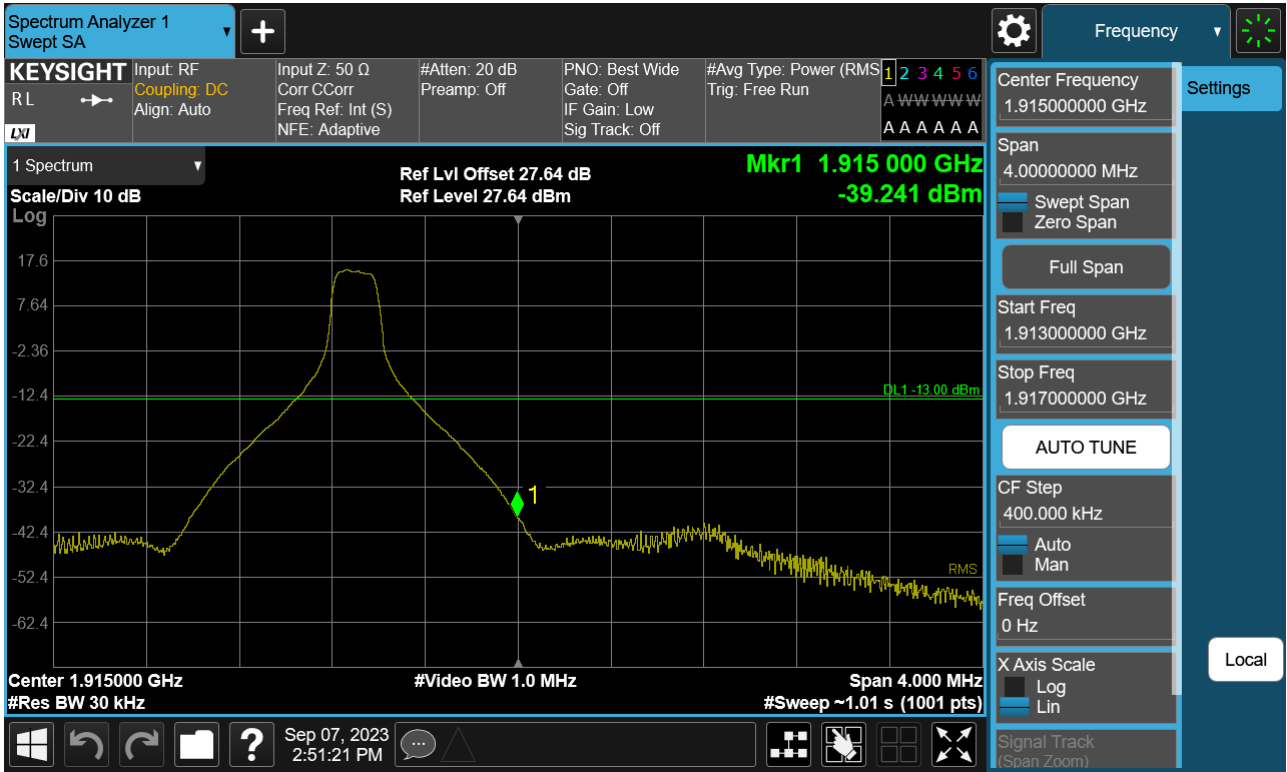 Spectrum Analyzer 1
Swept SA
Frequency
KEYSIGHT
R L
LXI
Input: RF
Coupling: DC
Align: Auto
Input Z: 50 Ω
Corr CCorr
Freq Ref: Int (S)
NFE: Adaptive
#Atten: 20 dB
Preamp: Off
PNO: Best Wide
Gate: Off
IF Gain: Low
Sig Track: Off
#Avg Type: Power (RMS
Trig: Free Run
1 2 3 4 5 6
A W W W W W
A A A A A A
1 Spectrum
Scale/Div 10 dB
Log
Ref Lvl Offset 27.64 dB
Ref Level 27.64 dBm
Mkr1 1.915 000 GHz
-39.241 dBm
17.6
7.64
-2.36
-12.4
-22.4
-32.4
-42.4
-52.4
-62.4
DL1 -13.00 dBm
1
RMS
Center 1.915000 GHz
#Video BW 1.0 MHz
Span 4.000 MHz
#Res BW 30 kHz
#Sweep ~1.01 s (1001 pts)
Center Frequency
1.915000000 GHz
Settings
Span
4.00000000 MHz
Swept Span
Zero Span
Full Span
Start Freq
1.913000000 GHz
Stop Freq
1.917000000 GHz
AUTO TUNE
CF Step
400.000 kHz
Auto
Man
Freq Offset
0 Hz
X Axis Scale
Log
Lin
Local
Signal Track
(Span Zoom)
?
Sep 07, 2023
2:51:21 PM